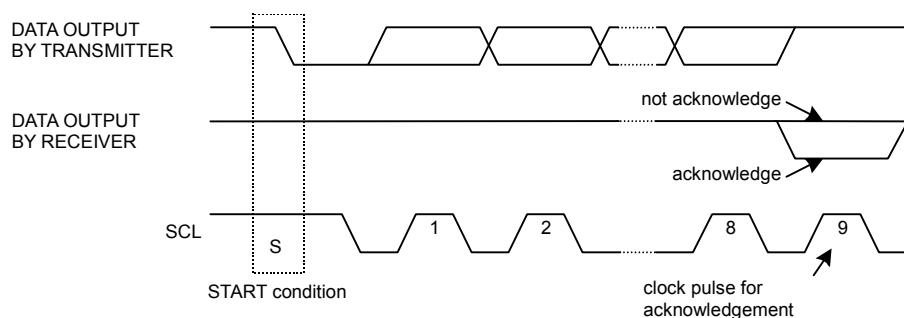 DATA OUTPUT
BY TRANSMITTER
not acknowledge
DATA OUTPUT
BY RECEIVER
acknowledge
SCL
1
2
8
9
S
START condition
clock pulse for
acknowledgement